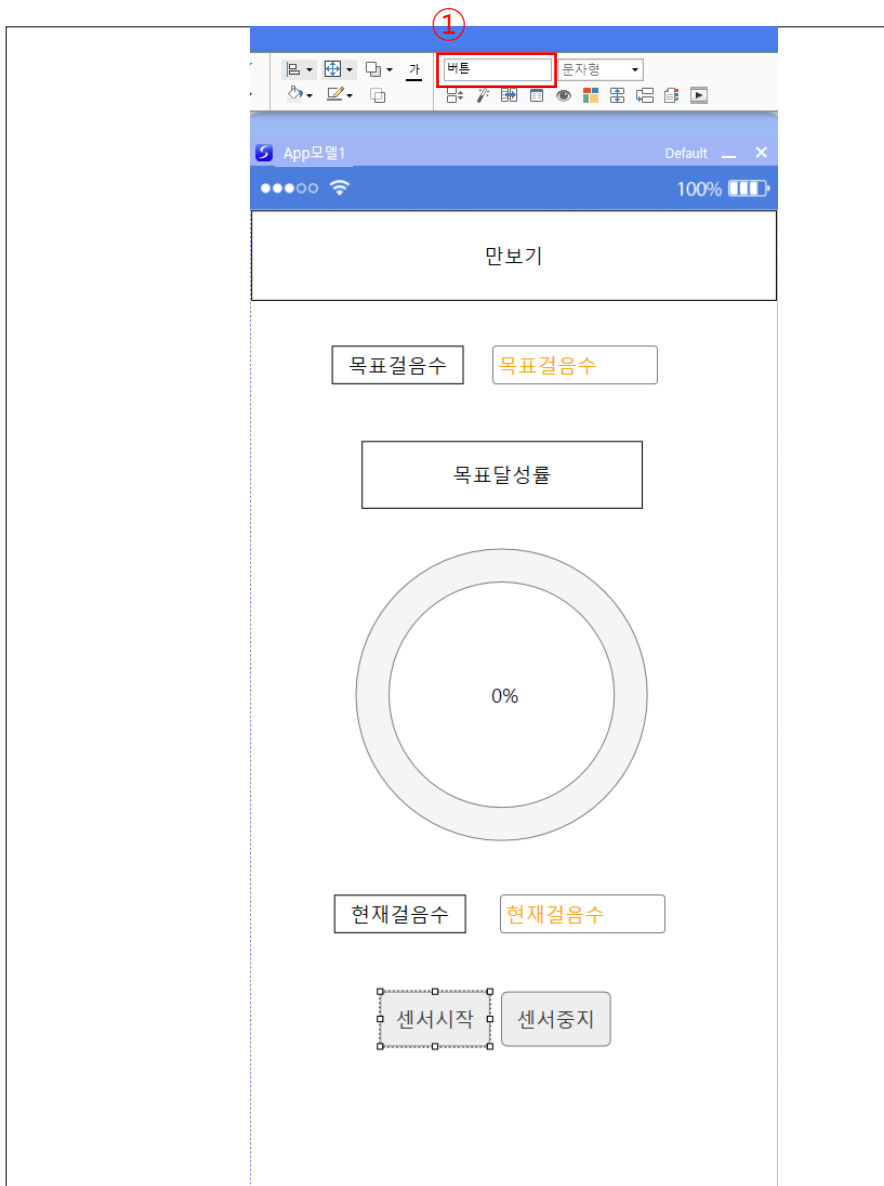 ①
가 버튼 문자형
App모델1 Default
100%
만보기
목표걸음수 목표걸음수
목표달성률
0%
현재걸음수 현재걸음수
센서시작 센서중지